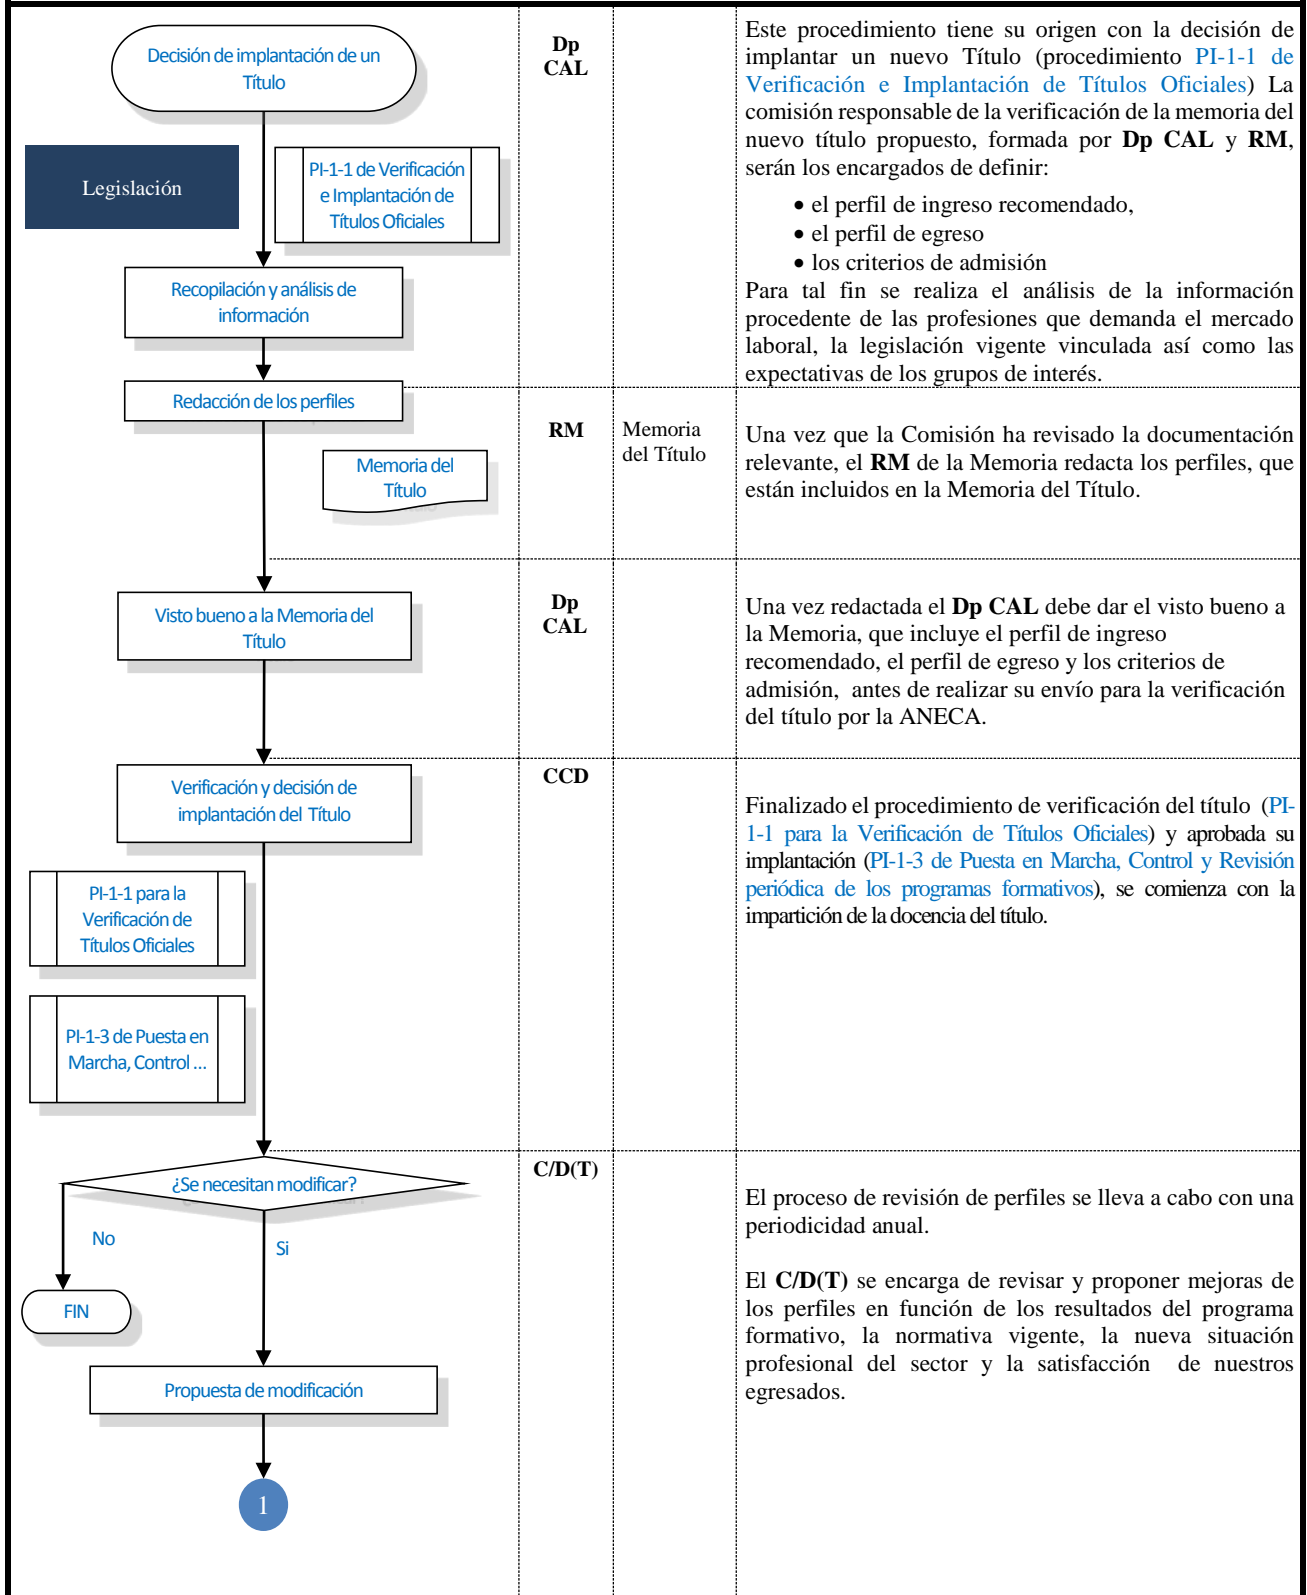 Decisión de implantación de un
Título
Legislación
PI-1-1 de Verificación
e Implantación de
Títulos Oficiales
Recopilación y análisis de
información
Dp
CAL
Este procedimiento tiene su origen con la decisión de
implantar un nuevo Título (procedimiento PI-1-1 de
Verificación e Implantación de Títulos Oficiales) La
comisión responsable de la verificación de la memoria del
nuevo título propuesto, formada por Dp CAL y RM,
serán los encargados de definir:
• el perfil de ingreso recomendado,
• el perfil de egreso
• los criterios de admisión
Para tal fin se realiza el análisis de la información
procedente de las profesiones que demanda el mercado
laboral, la legislación vigente vinculada así como las
expectativas de los grupos de interés.
Redacción de los perfiles
Memoria del
Título
RM
Memoria
del Título
Una vez que la Comisión ha revisado la documentación
relevante, el RM de la Memoria redacta los perfiles, que
están incluidos en la Memoria del Título.
Visto bueno a la Memoria del
Título
Dp
CAL
Una vez redactada el Dp CAL debe dar el visto bueno a
la Memoria, que incluye el perfil de ingreso
recomendado, el perfil de egreso y los criterios de
admisión, antes de realizar su envío para la verificación
del título por la ANECA.
Verificación y decisión de
implantación del Título
PI-1-1 para la
Verificación de
Títulos Oficiales
PI-1-3 de Puesta en
Marcha, Control ...
CCD
Finalizado el procedimiento de verificación del título (PI-
1-1 para la Verificación de Títulos Oficiales) y aprobada su
implantación (PI-1-3 de Puesta en Marcha, Control y Revisión
periódica de los programas formativos), se comienza con la
impartición de la docencia del título.
¿Se necesitan modificar?
No
Si
FIN
Propuesta de modificación
1
C/D(T)
El proceso de revisión de perfiles se lleva a cabo con una
periodicidad anual.
El C/D(T) se encarga de revisar y proponer mejoras de
los perfiles en función de los resultados del programa
formativo, la normativa vigente, la nueva situación
profesional del sector y la satisfacción de nuestros
egresados.